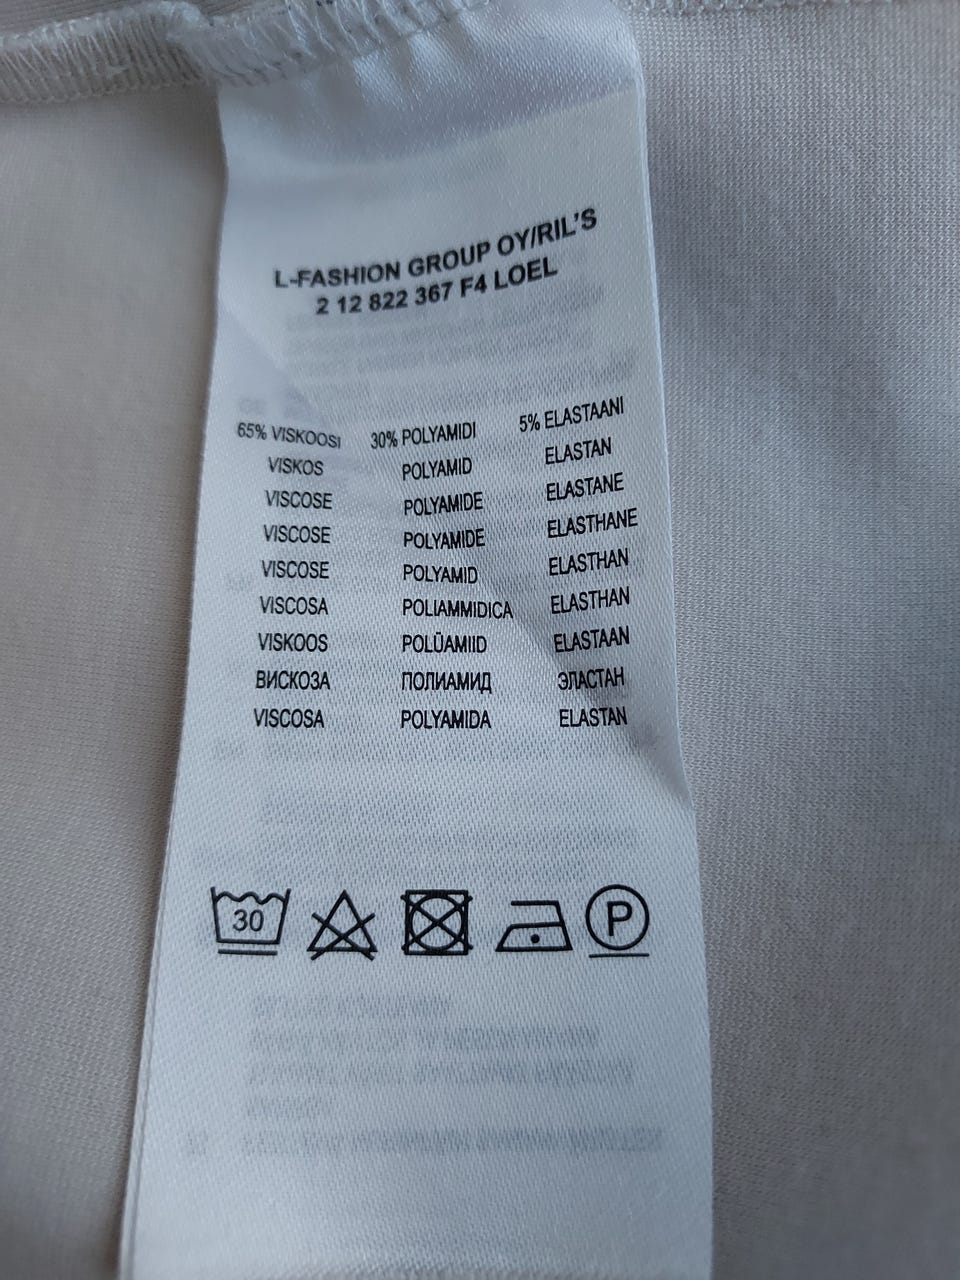 L-FASHION GROUP OY/RIL'S
2 12 822 367 F4 LOEL
65% VISKOOSI 30% POLYAMIDI 5% ELASTAANI
VISKOS POLYAMID ELASTAN
VISCOSE POLYAMIDE ELASTANE
VISCOSE POLYAMIDE ELASTHANE
VISCOSE POLYAMID ELASTHAN
VISCOSA POLIAMMIDICA ELASTHAN
VISKOOS POLÜAMIID ELASTAAN
ВИСКОЗА ПОЛИАМИД ЭЛАСТАН
VISCOSA POLYAMIDA ELASTAN
30 P